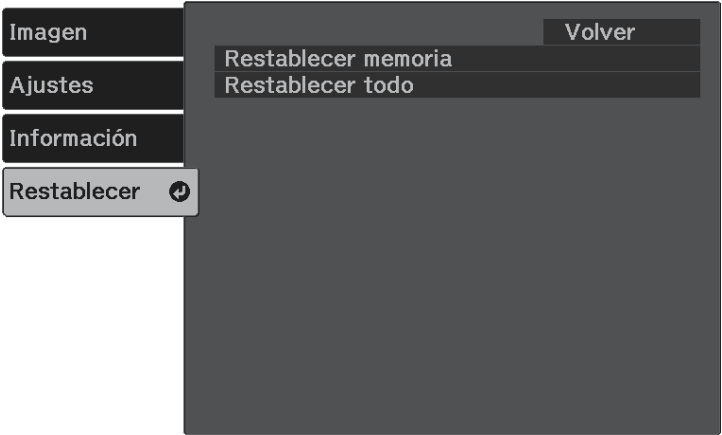 Imagen
Ajustes
Información
Restablecer
Volver
Restablecer memoria
Restablecer todo